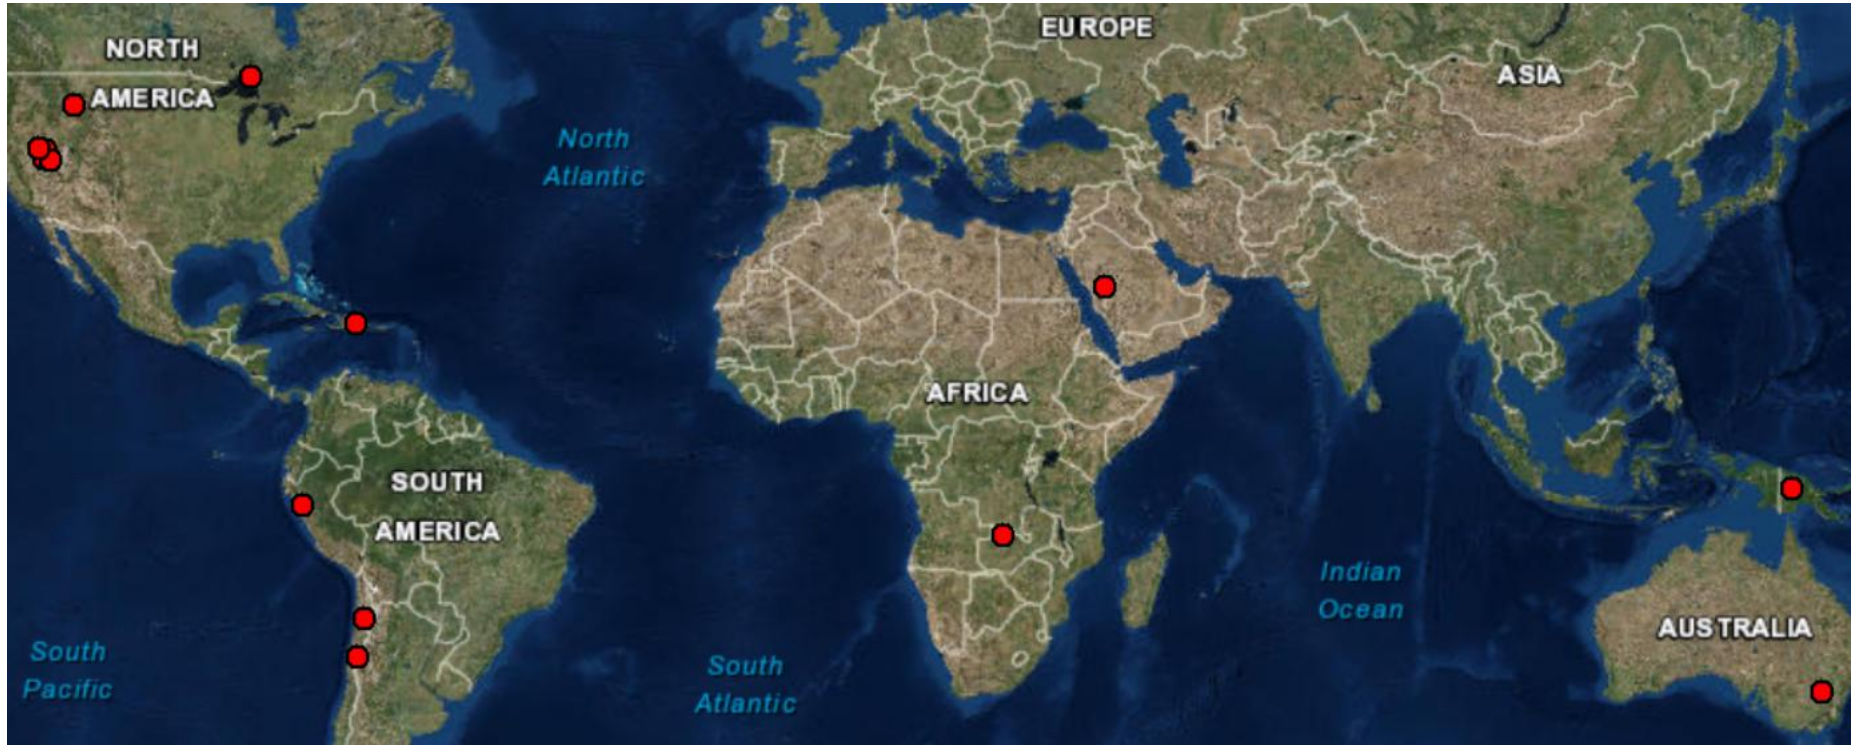 NORTH
AMERICA
EUROPE
ASIA
North
Atlantic
AFRICA
SOUTH
AMERICA
Indian
Ocean
AUSTRALIA
South
Pacific
South
Atlantic